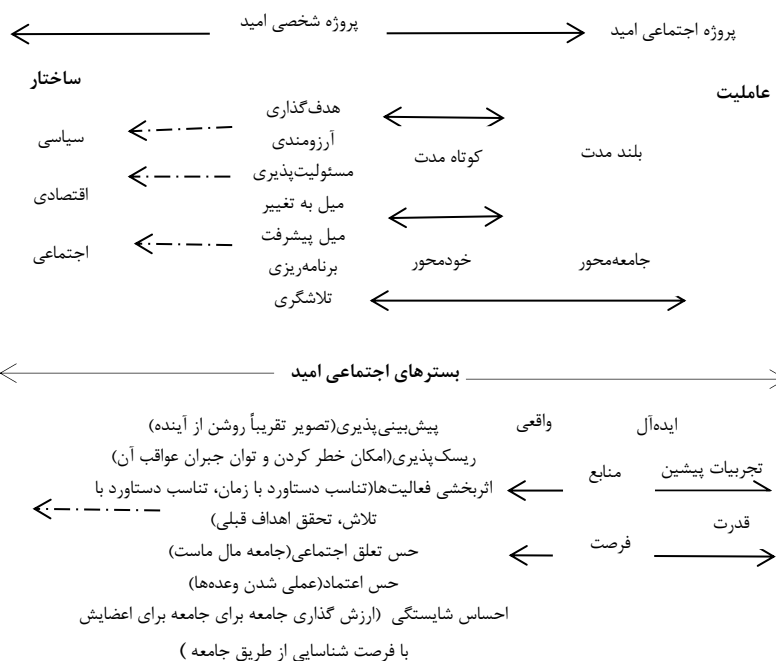 پروژه اجتماعی امید
پروژه شخصی امید
عاملیت
ساختار
هدف‌گذاری
آرزومندی
مسئولیت‌پذیری
میل به تغییر
میل پیشرفت
برنامه‌ریزی
تلاشگری
بلند مدت
کوتاه مدت
جامعه‌محور
خودمحور
سیاسی
اقتصادی
اجتماعی
بسترهای اجتماعی امید
ایده‌آل
واقعی
تجربیات پیشین
منابع
قدرت
فرصت
پیش‌بینی‌پذیری(تصویر تقریباً روشن از آینده)
ریسک‌پذیری(امکان خطر کردن و توان جبران عواقب آن)
اثربخشی فعالیت‌ها(تناسب دستاورد با زمان، تناسب دستاورد با
تلاش، تحقق اهداف قبلی)
حس تعلق اجتماعی(جامعه مال ماست)
حس اعتماد(عملی شدن وعده‌ها)
احساس شایستگی (ارزش گذاری جامعه برای جامعه برای اعضایش
با فرصت شناسایی از طریق جامعه )